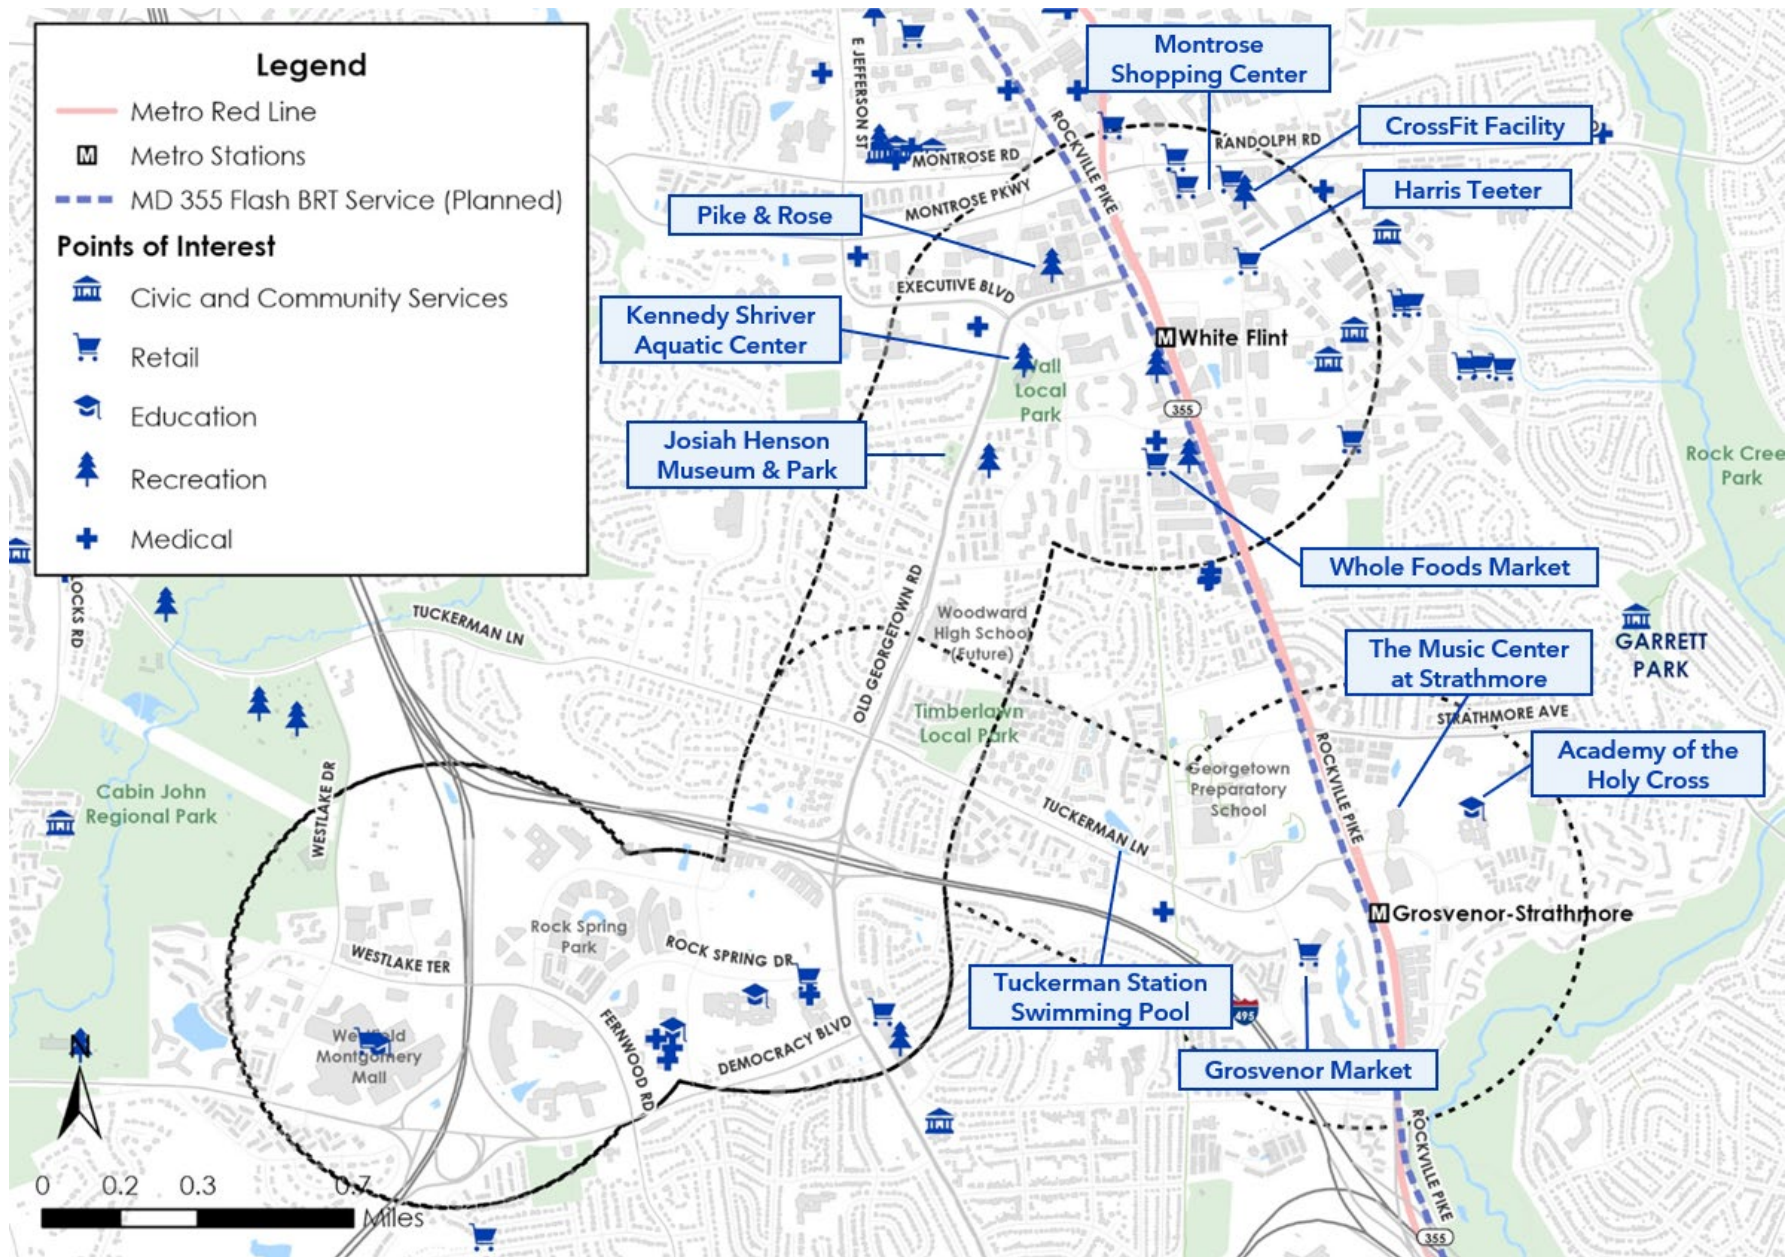 Legend
Metro Red Line
M
Metro Stations
MD 355 Flash BRT Service (Planned)
Points of Interest
Civic and Community Services
Retail
Education
Recreation
Medical
Montrose
Shopping Center
E JEFFERSON ST
ROCKVILLE PIKE
RANDOLPH RD
CrossFit Facility
MONTROSE RD
MONTROSE PKWY
Harris Teeter
Pike & Rose
EXECUTIVE BLVD
Kennedy Shriver
Aquatic Center
M White Flint
Wall
Local
Park
355
Josiah Henson
Museum & Park
Rock Cree
Park
Whole Foods Market
OCKS RD
TUCKERMAN LN
OLD GEORGETOWN RD
Woodward
High School
(Future)
GARRETT
PARK
The Music Center
at Strathmore
Timberlawn
Local Park
STRATHMORE AVE
ROCKVILLE PIKE
Academy of the
Holy Cross
Georgetown
Preparatory
School
Cabin John
Regional Park
WESTLAKE DR
TUCKERMAN LN
M Grosvenor-Strathmore
Rock Spring
Park
ROCK SPRING DR
WESTLAKE TER
Tuckerman Station
Swimming Pool
495
FERNWOOD RD
DEMOCRACY BLVD
Westfield
Montgomery
Mall
Grosvenor Market
N
ROCKVILLE PIKE
0 0.2 0.3 0.7
Miles
355